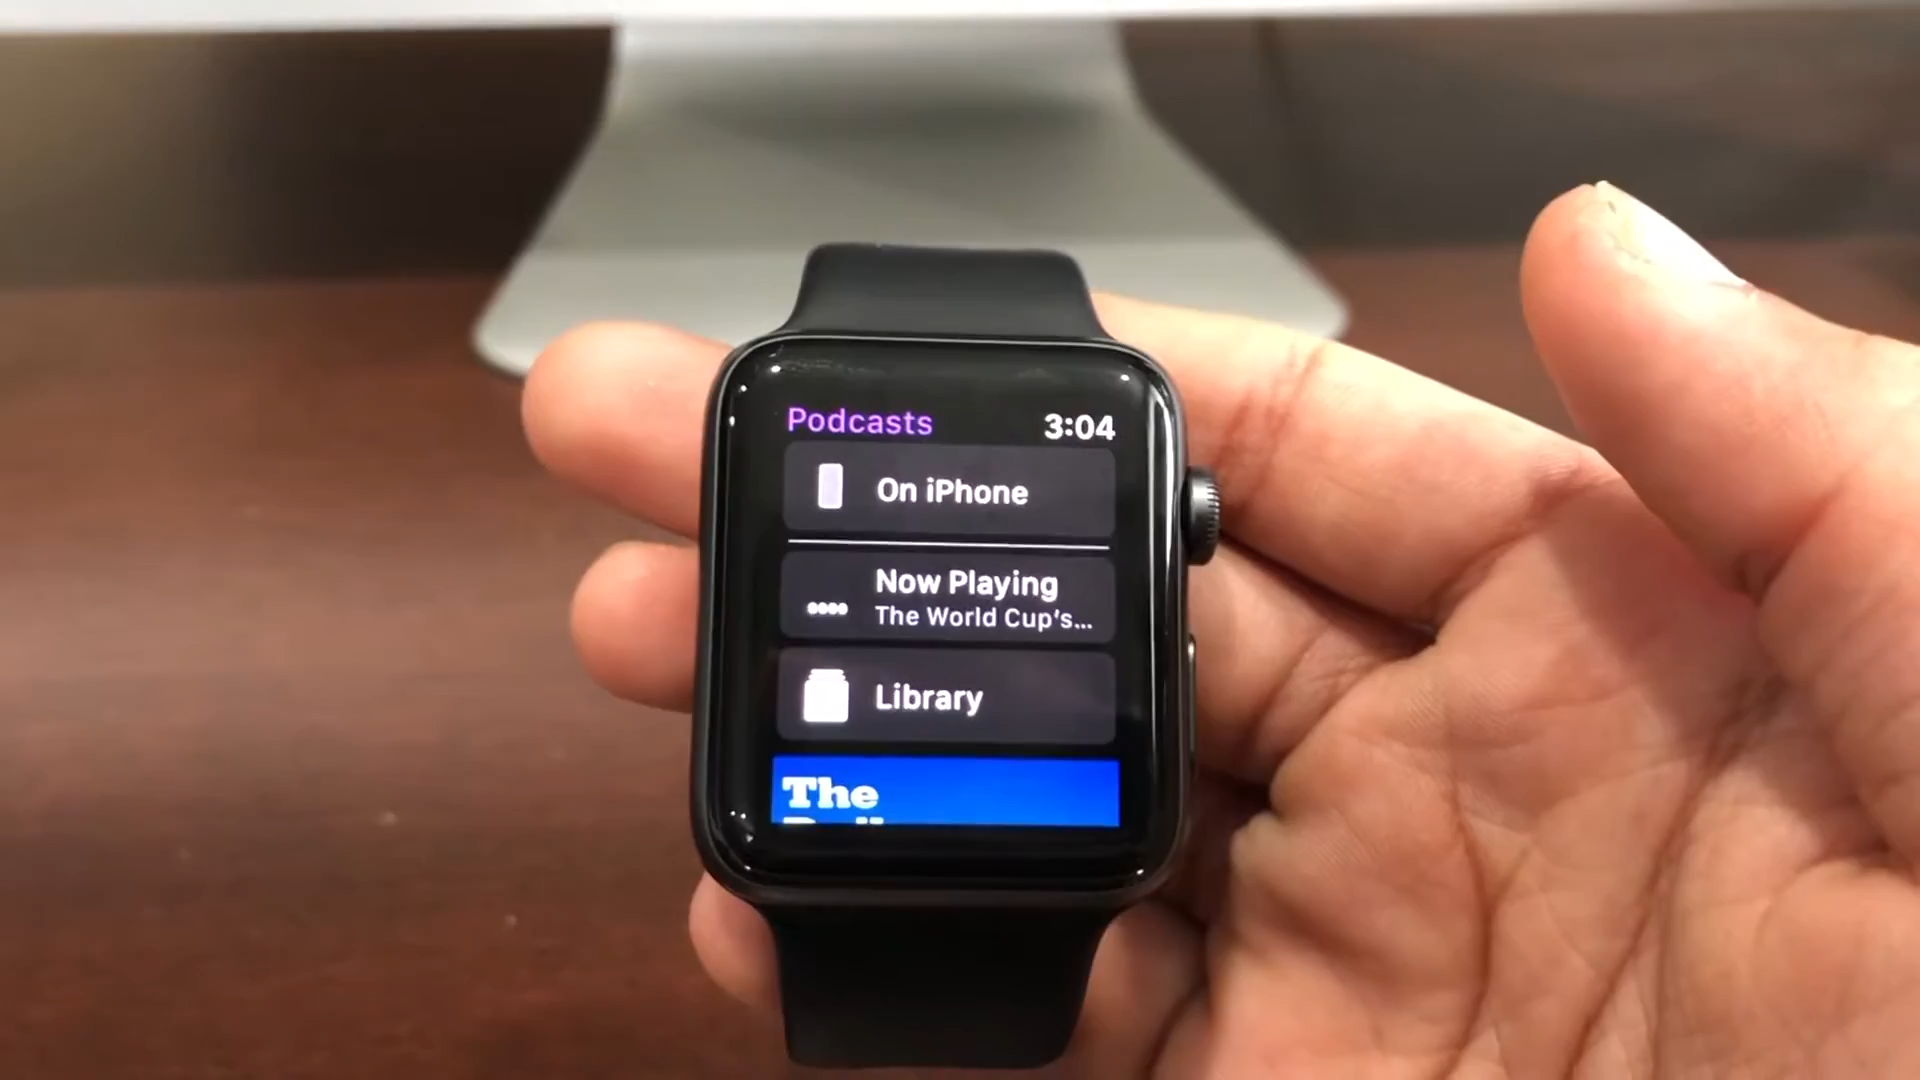 Podcasts 3:04
On iPhone
Now Playing
The World Cup's...
Library
The